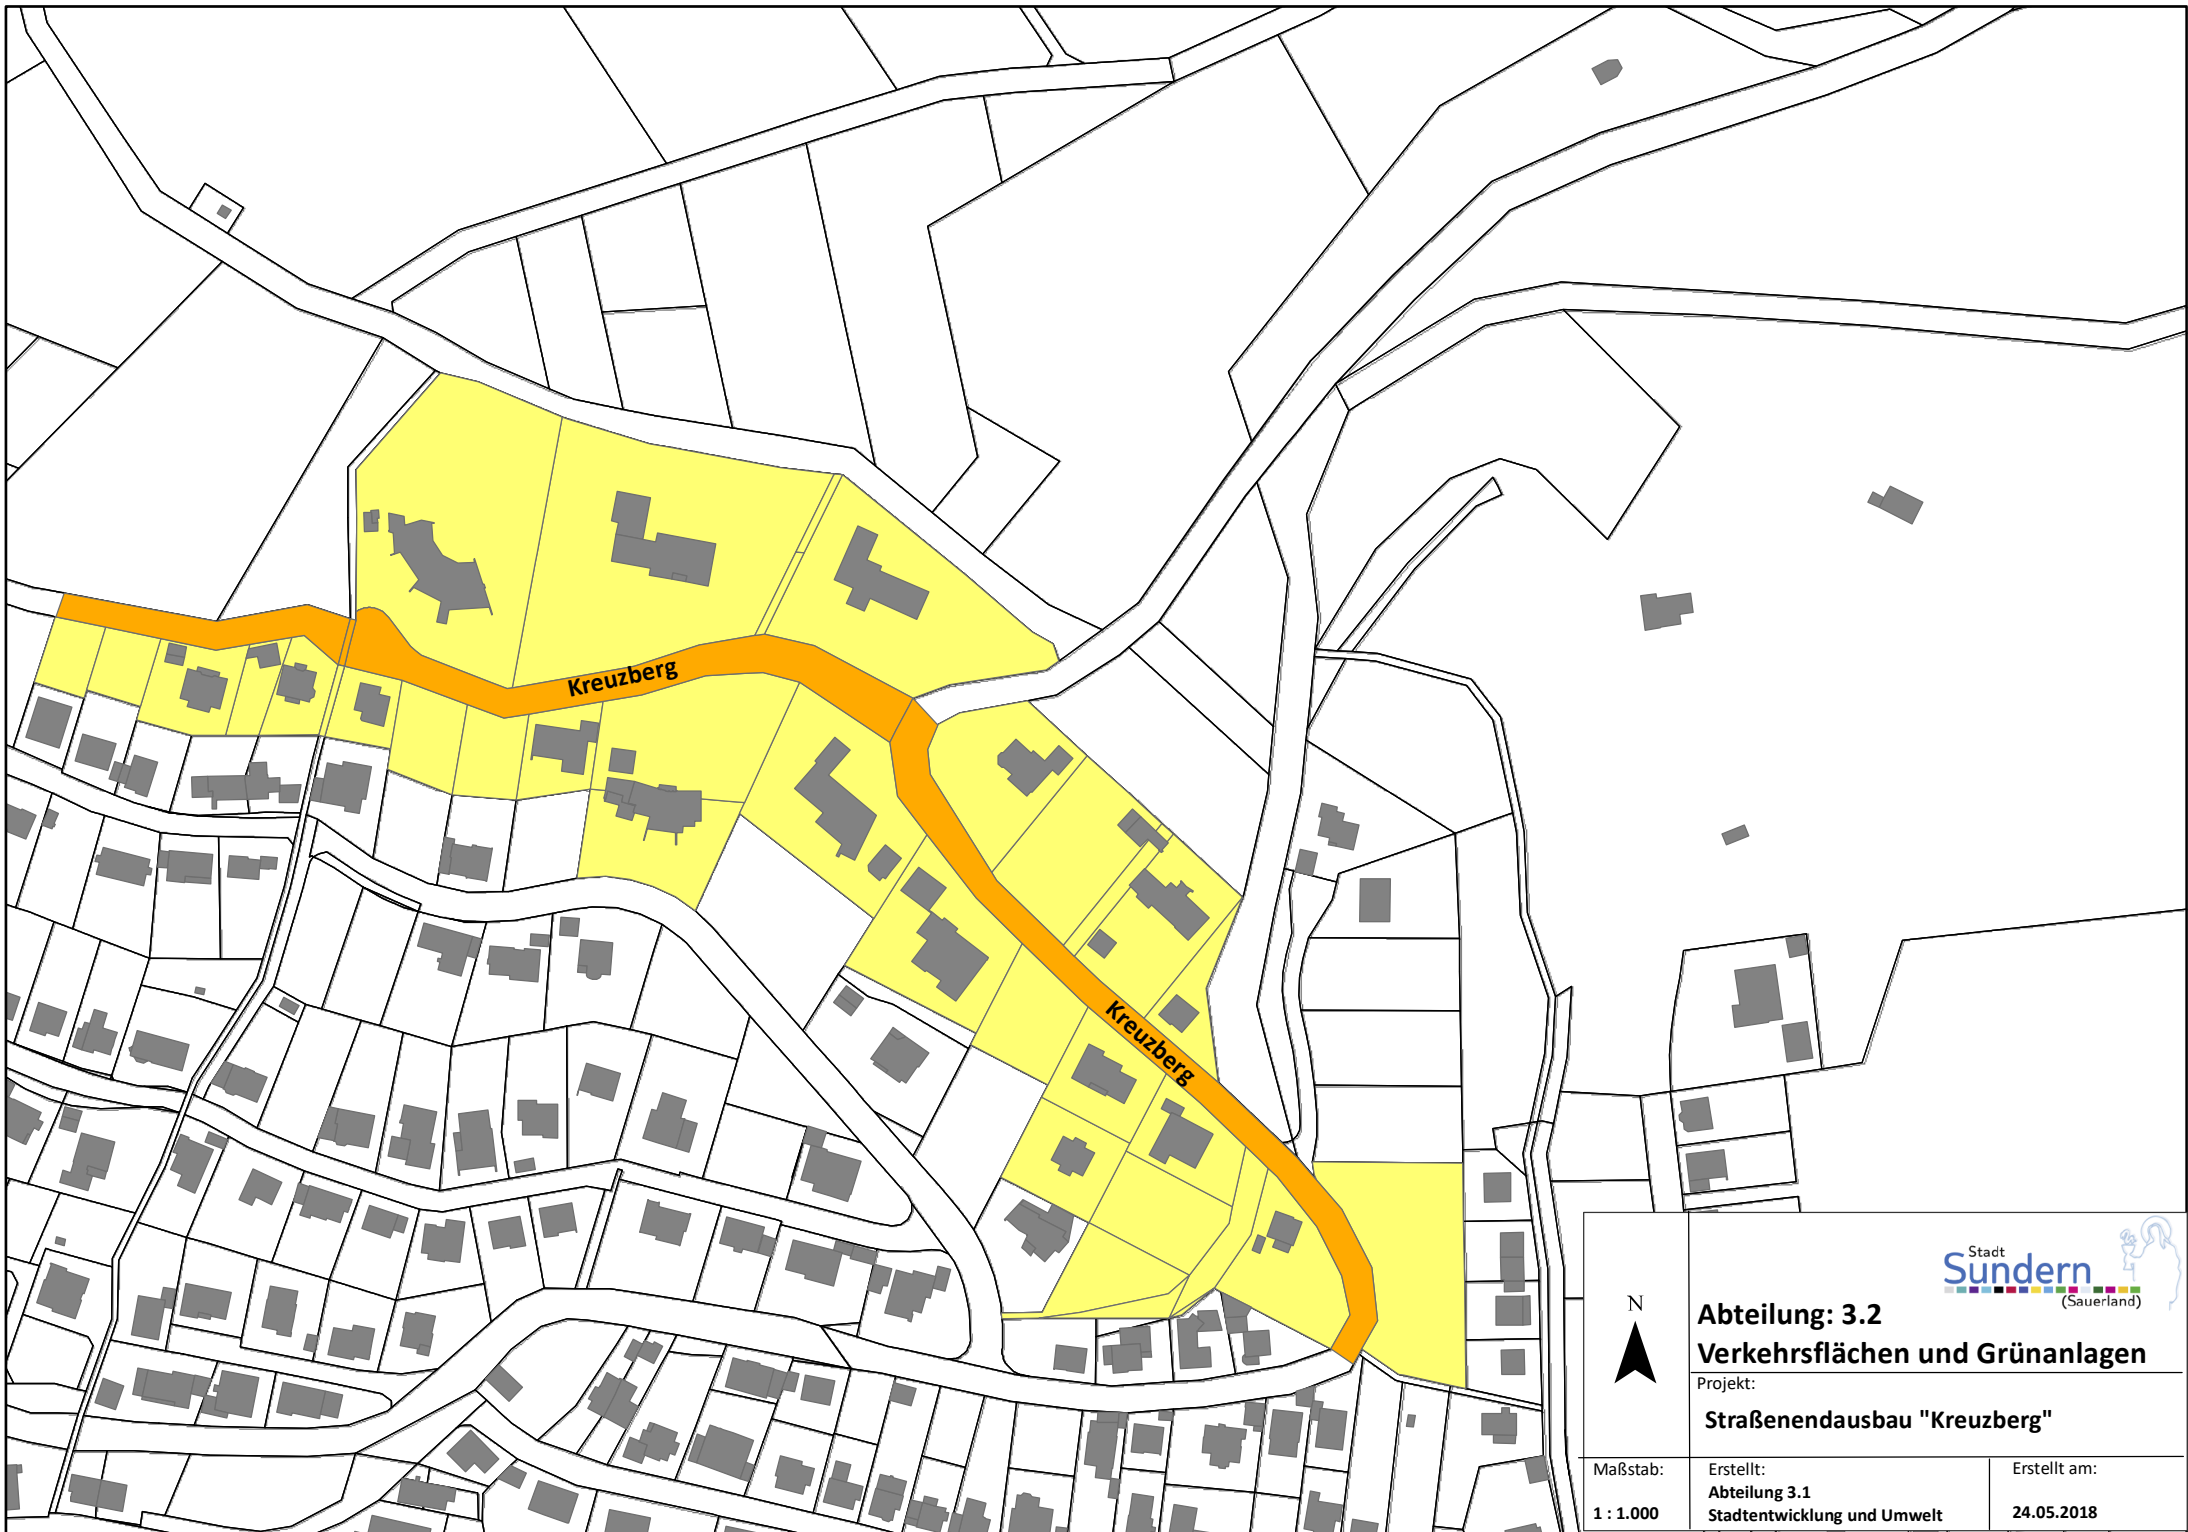 Kreuzberg
Kreuzberg
Stadt
Sundern
(Sauerland)
Abteilung: 3.2
Verkehrsflächen und Grünanlagen
Projekt:
Straßenendausbau "Kreuzberg"
N
Maßstab:
1 : 1.000
Erstellt:
Abteilung 3.1
Stadtentwicklung und Umwelt
Erstellt am:
24.05.2018